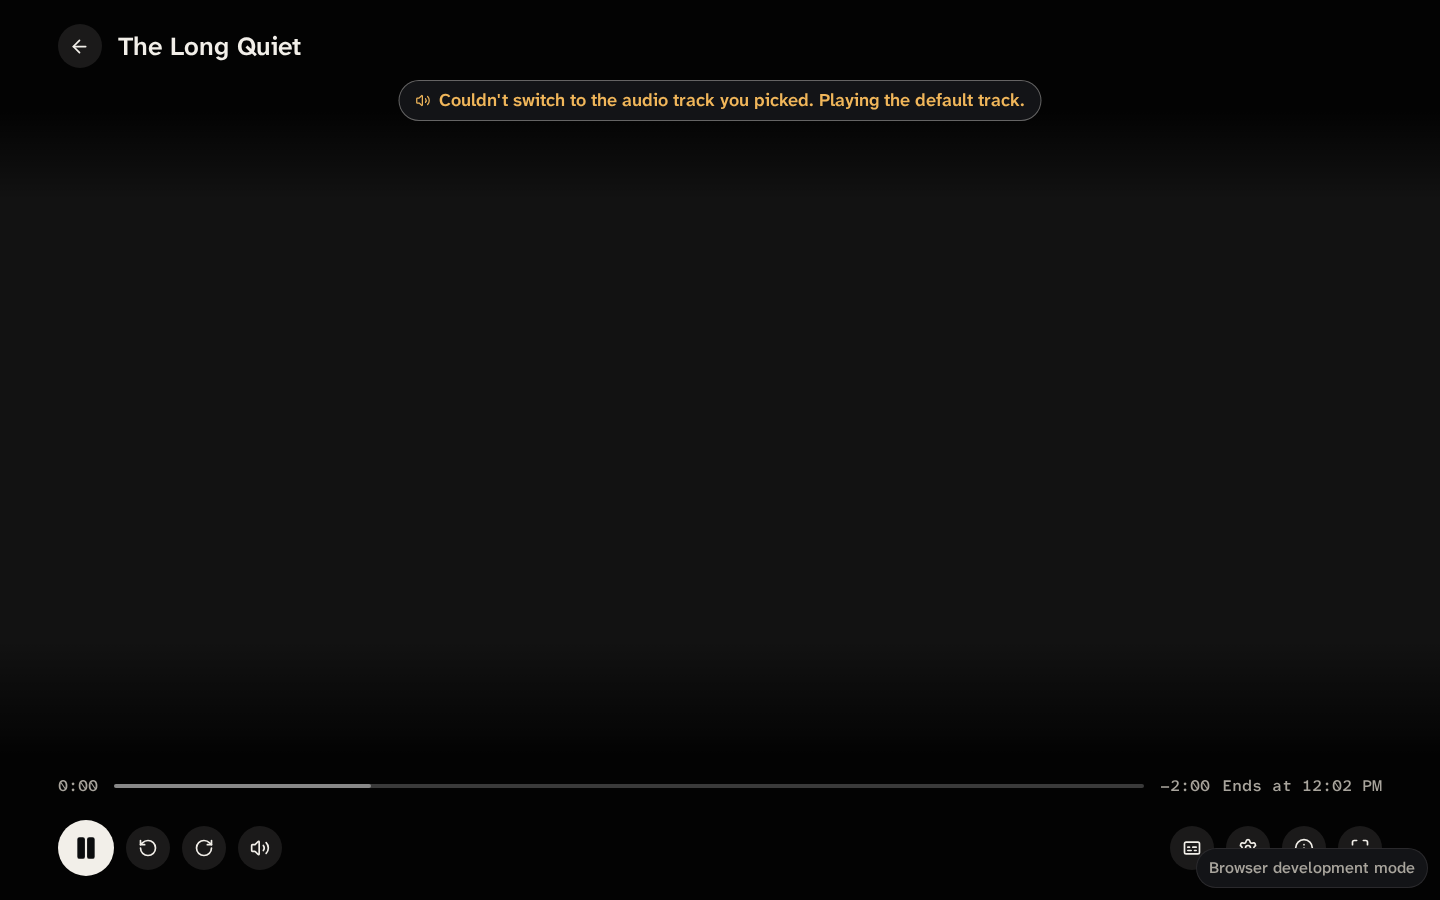 The Long Quiet
Couldn't switch to the audio track you picked. Playing the default track.
0:00
−2:00 Ends at 12:02 PM
Browser development mode